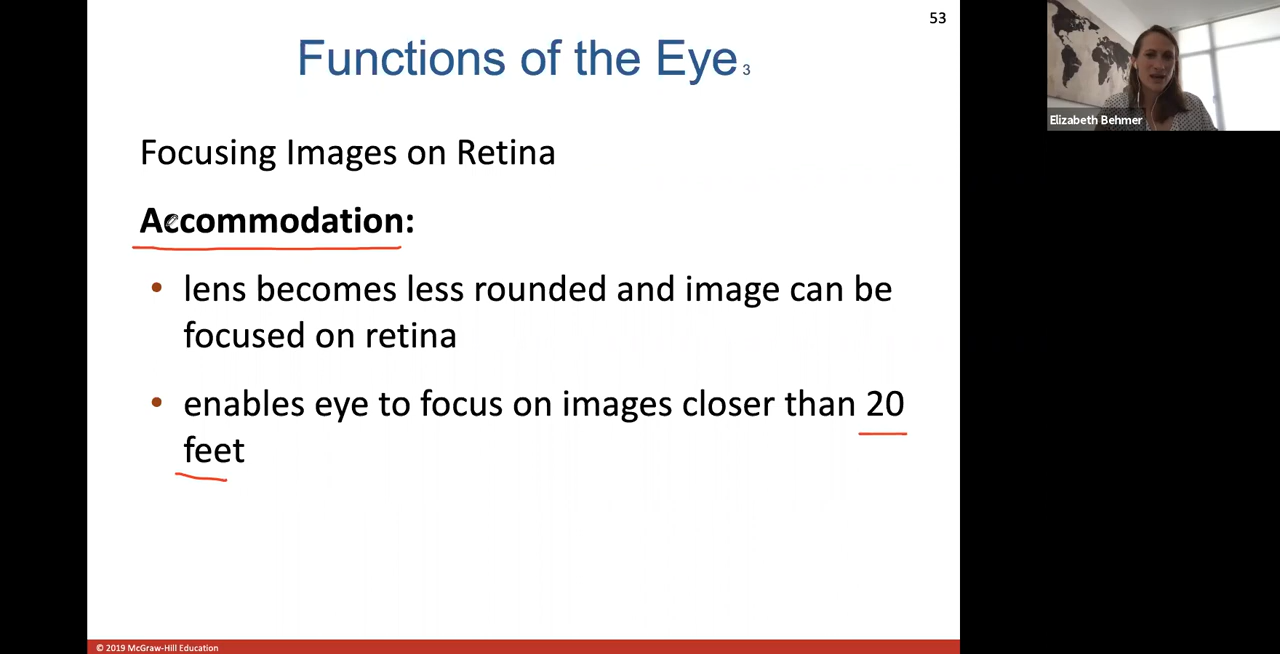 53
Functions of the Eye 3
Focusing Images on Retina
Accommodation:
• lens becomes less rounded and image can be
focused on retina
• enables eye to focus on images closer than 20
feet
© 2019 McGraw-Hill Education
Elizabeth Behmer